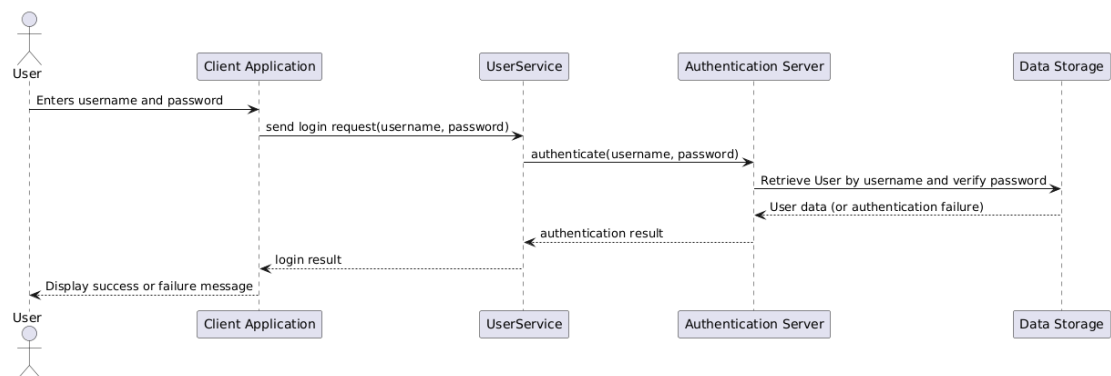 User
Client Application
UserService
Authentication Server
Data Storage
Enters username and password
send login request(username, password)
authenticate(username, password)
Retrieve User by username and verify password
User data (or authentication failure)
authentication result
login result
Display success or failure message
User
Client Application
UserService
Authentication Server
Data Storage